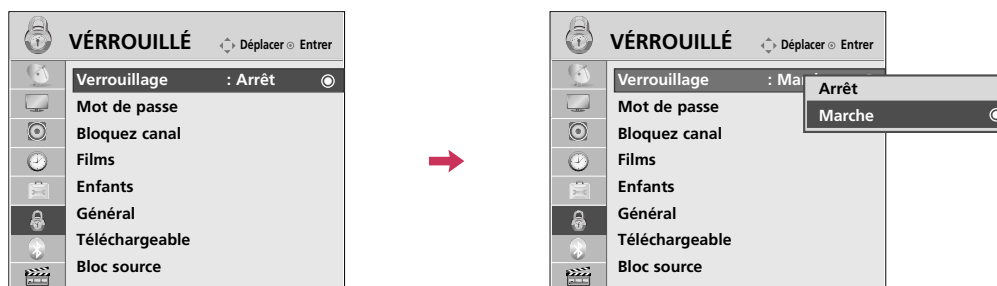 VÉRROUILLÉ Déplacer Entrer
Verrouillage : Arrêt
Mot de passe
Bloquez canal
Films
Enfants
Général
Téléchargeable
Bloc source
VÉRROUILLÉ Déplacer Entrer
Verrouillage : Ma
Arrêt
Marche
Mot de passe
Bloquez canal
Films
Enfants
Général
Téléchargeable
Bloc source